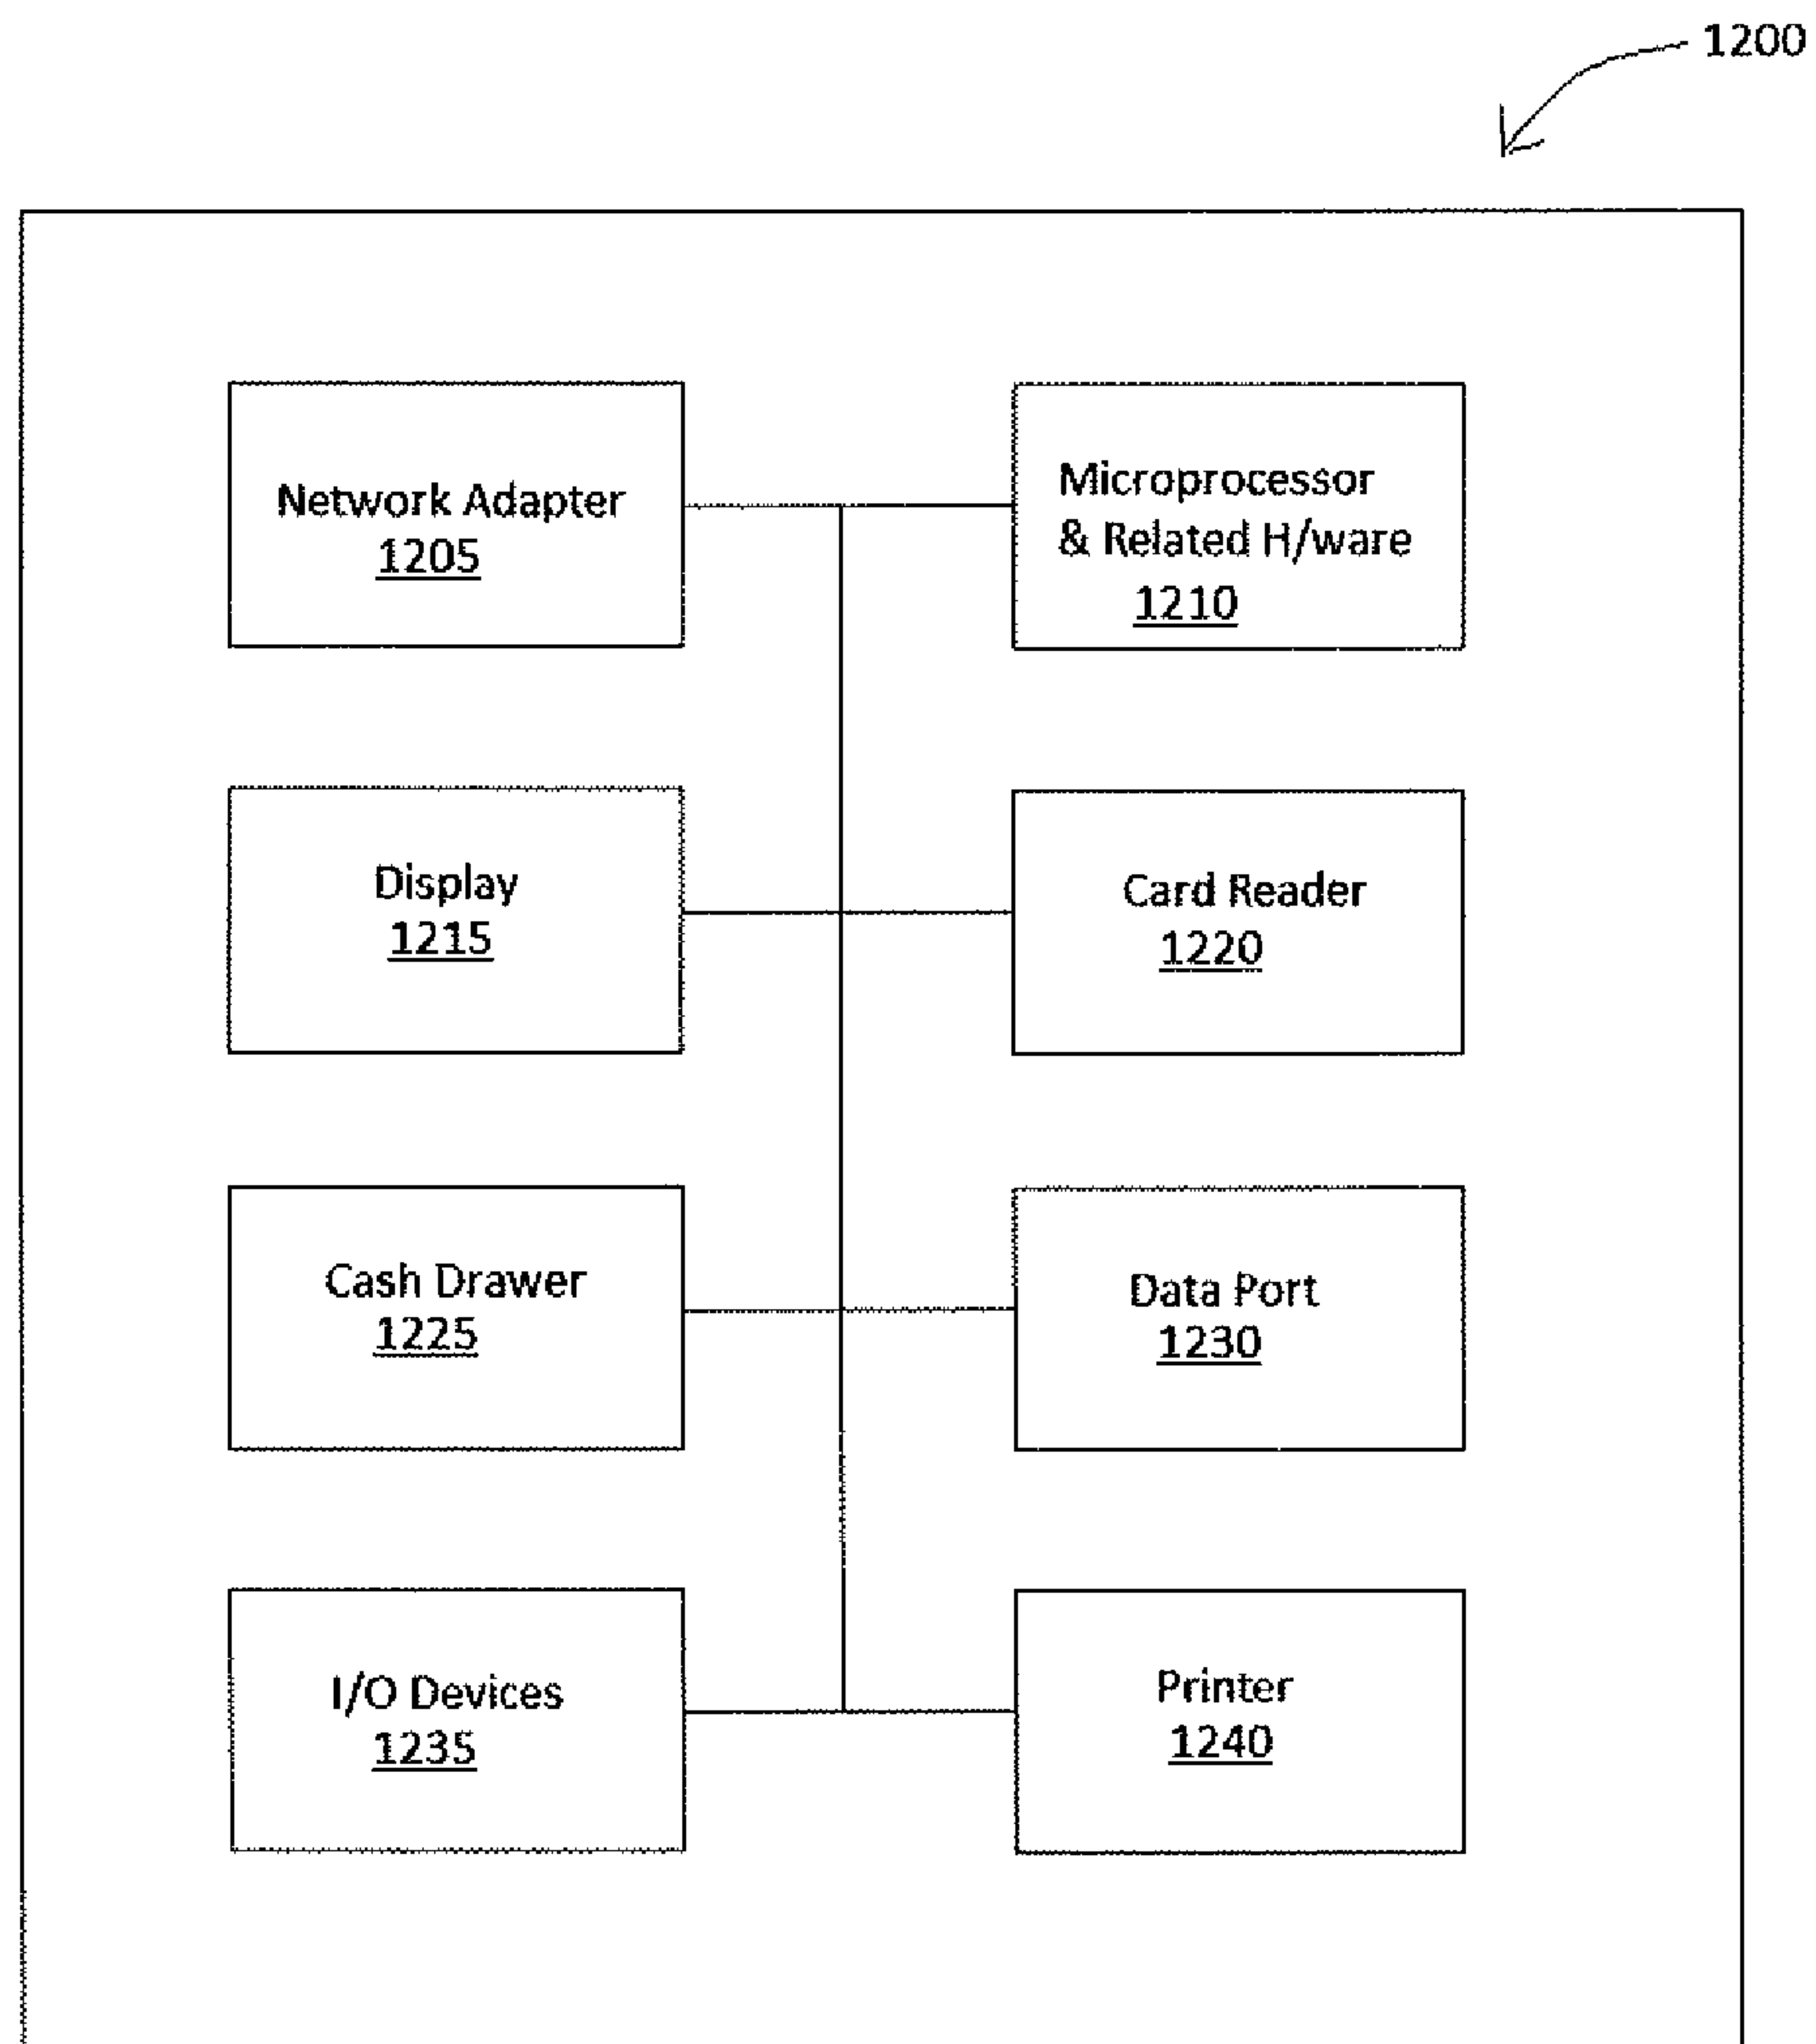 1200
Network Adapter
1205
Microprocessor
& Related H/ware
1210
Display
1215
Card Reader
1220
Cash Drawer
1225
Data Port
1230
I/O Devices
1235
Printer
1240